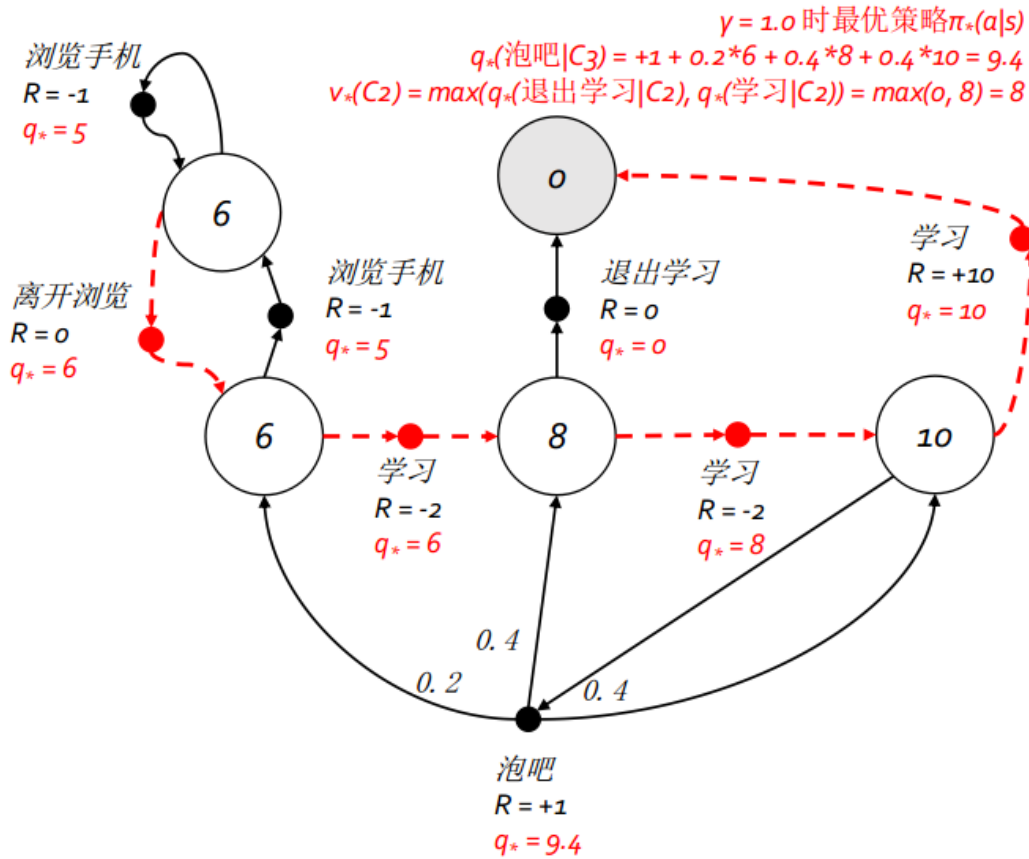 γ = 1.0 时最优策略π*(a|s)
q*(泡吧|C3) = +1 + 0.2*6 + 0.4*8 + 0.4*10 = 9.4
v*(C2) = max(q*(退出学习|C2), q*(学习|C2)) = max(0, 8) = 8
浏览手机
R = -1
q* = 5
6
0
离开浏览
R = 0
q* = 6
浏览手机
R = -1
q* = 5
退出学习
R = 0
q* = 0
学习
R = +10
q* = 10
6
8
10
学习
R = -2
q* = 6
学习
R = -2
q* = 8
0.2
0.4
0.4
泡吧
R = +1
q* = 9.4